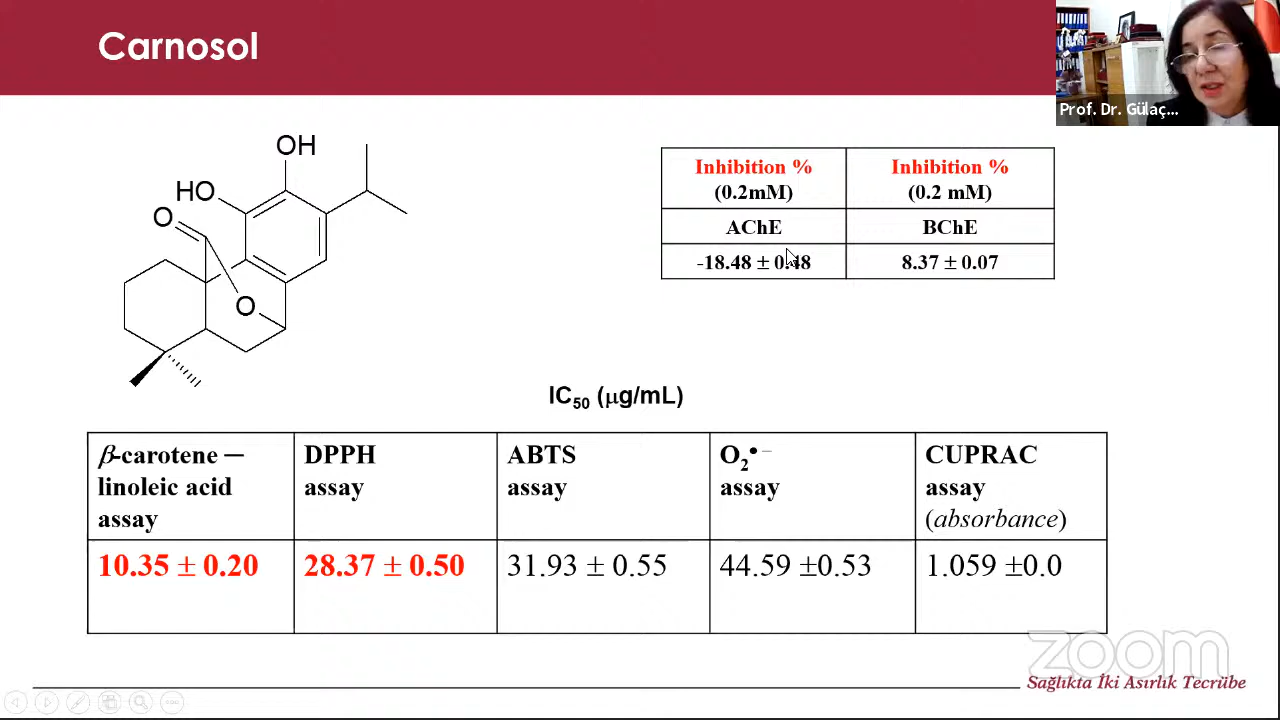 Carnosol
Prof. Dr. Gülaç...
OH
HO
O
O
Inhibition %
(0.2mM)
Inhibition %
(0.2 mM)
AChE
BChE
-18.48 ± 0.48
8.37 ± 0.07
IC50 (µg/mL)
β-carotene –
linoleic acid
assay
DPPH
assay
ABTS
assay
O2•–
assay
CUPRAC
assay
(absorbance)
10.35 ± 0.20
28.37 ± 0.50
31.93 ± 0.55
44.59 ±0.53
1.059 ±0.0
zoom
Sağlıkta İki Asırlık Tecrübe